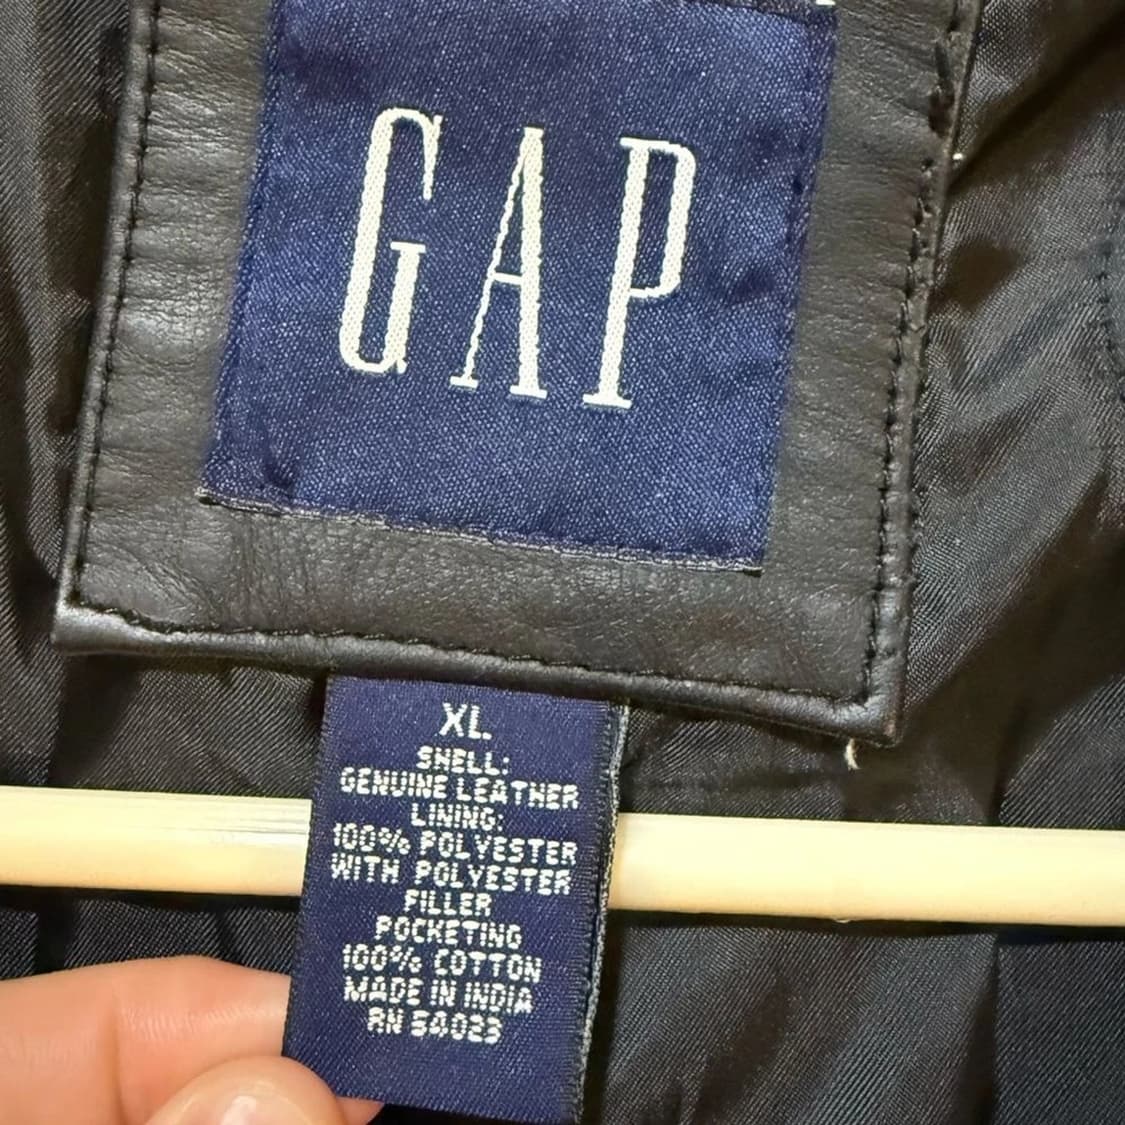 GAP
XL
SHELL:
GENUINE LEATHER
LINING:
100% POLYESTER
WITH POLYESTER
FILLER
POCKETING
100% COTTON
MADE IN INDIA
RN 54023